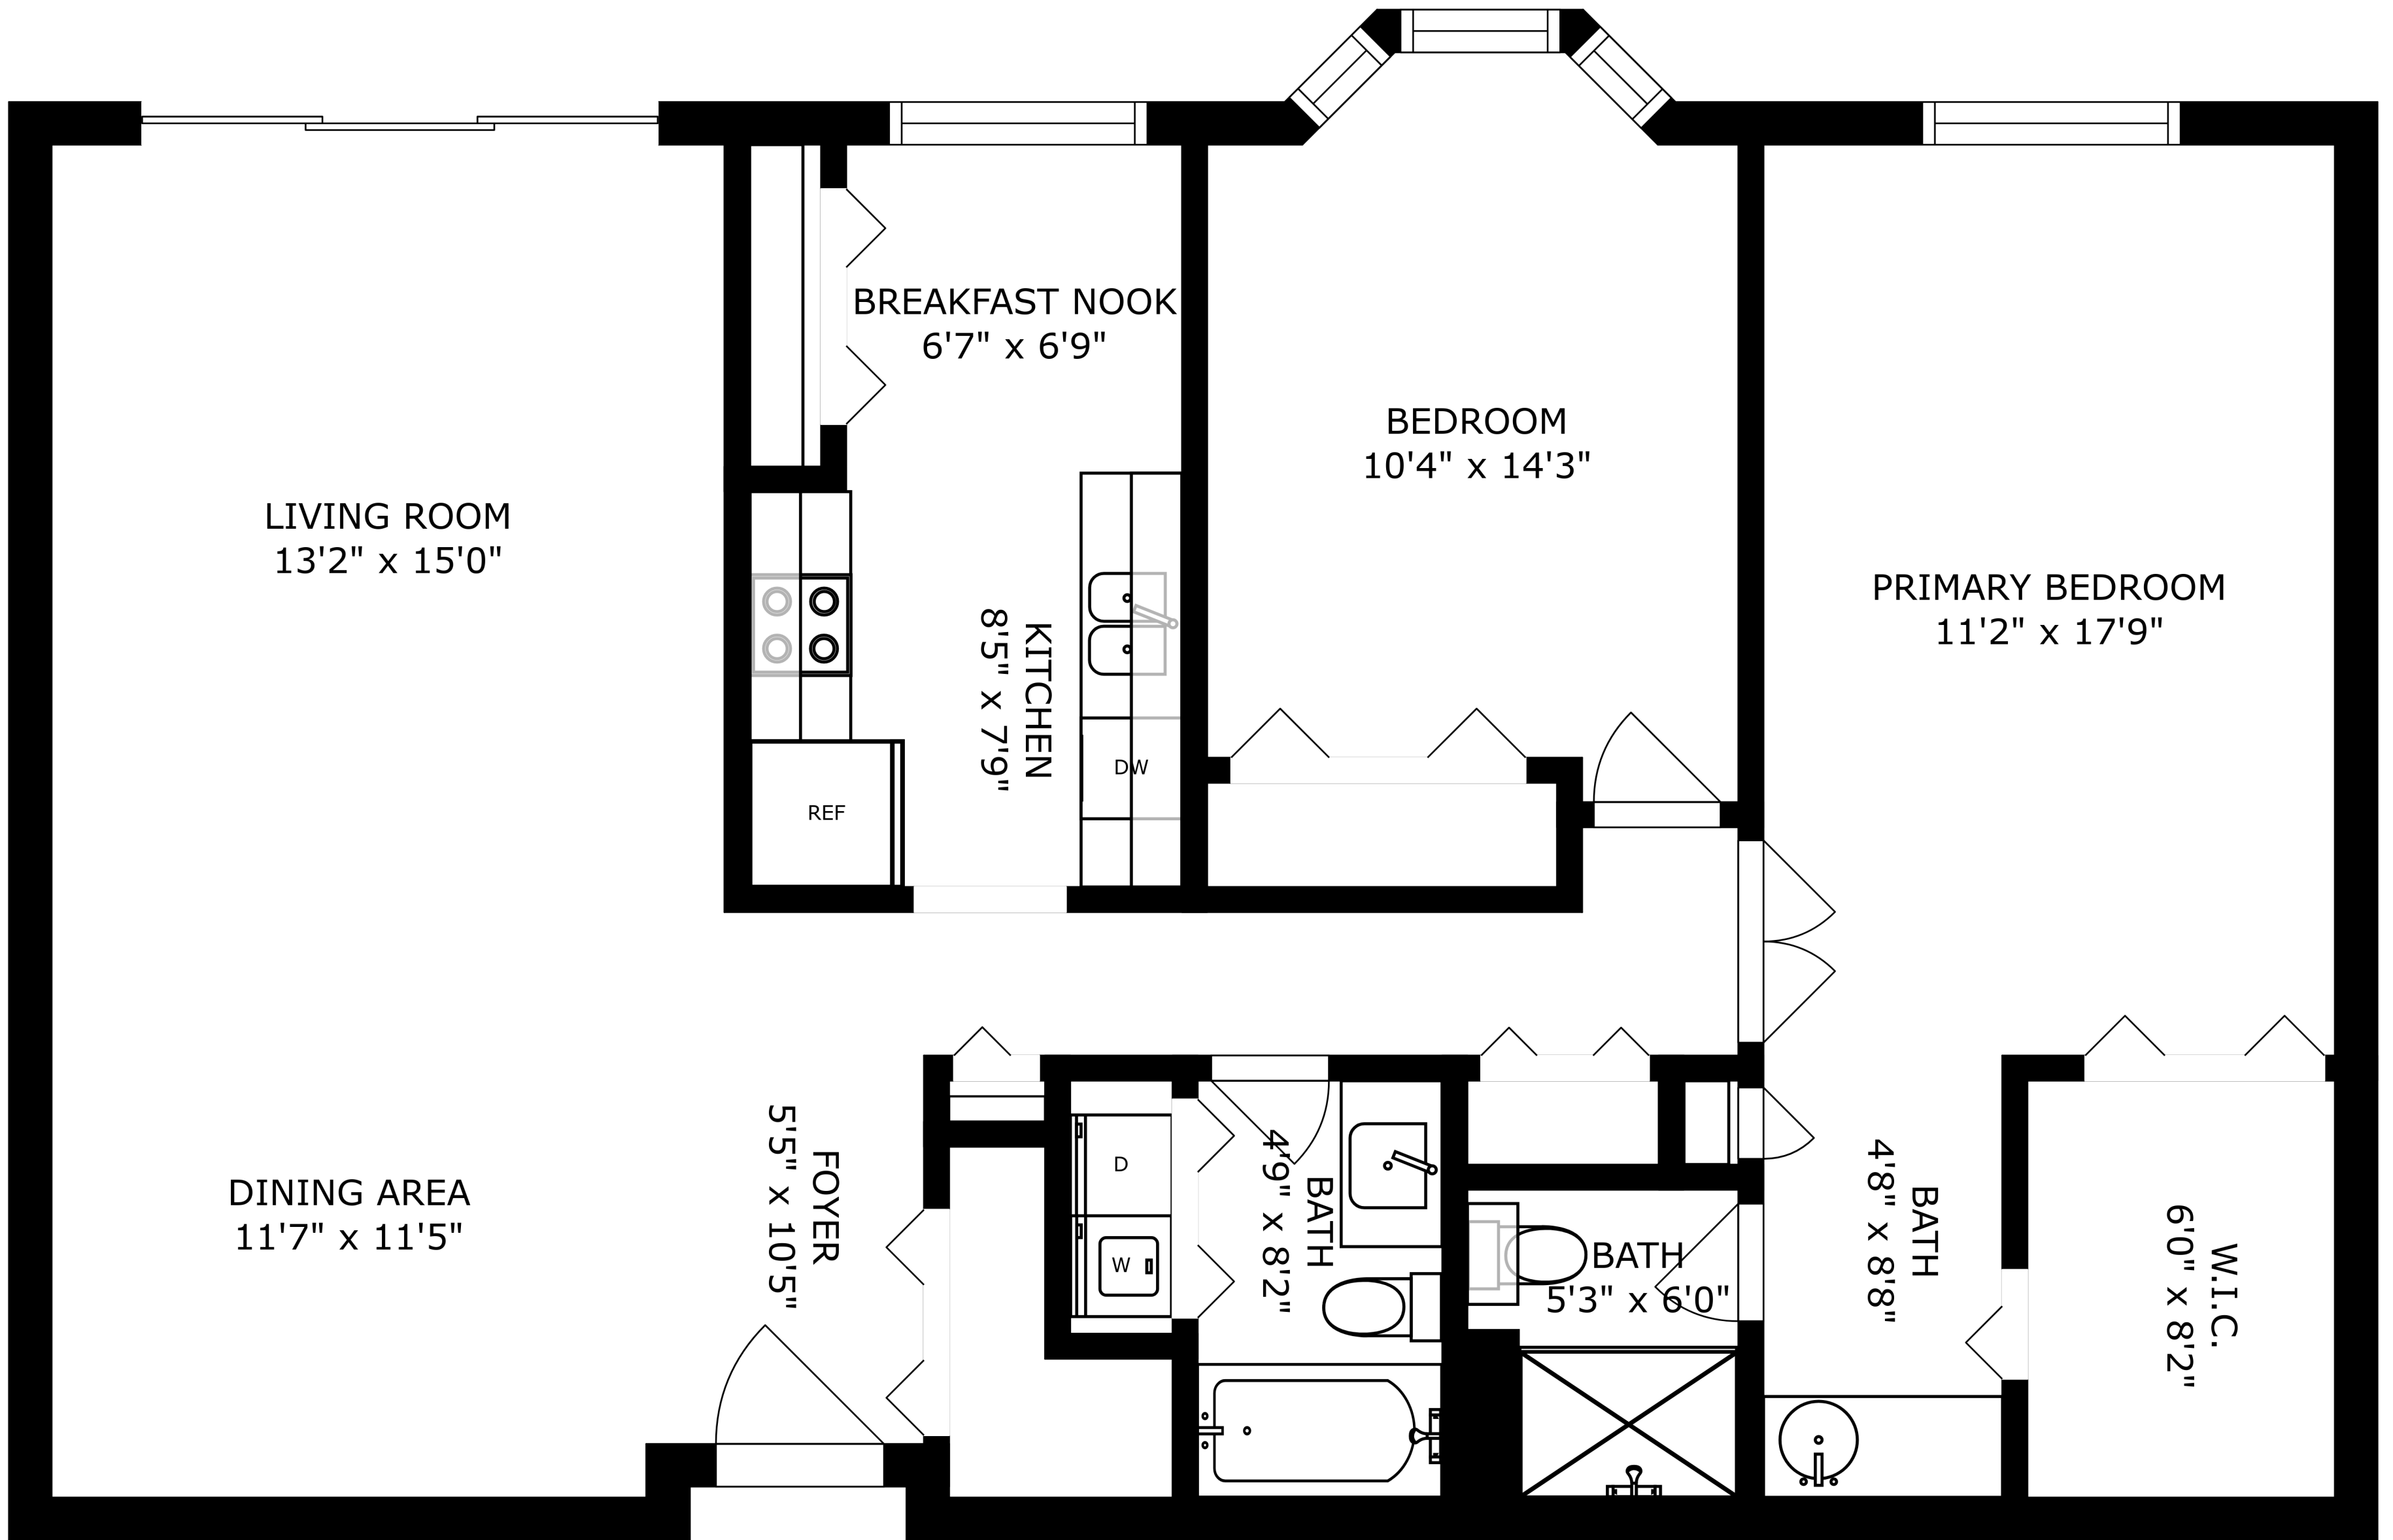 BREAKFAST NOOK
6'7" x 6'9"
BEDROOM
10'4" x 14'3"
LIVING ROOM
13'2" x 15'0"
PRIMARY BEDROOM
11'2" x 17'9"
KITCHEN
8'5" x 7'9"
DW
REF
DINING AREA
11'7" x 11'5"
FOYER
5'5" x 10'5"
D
W
BATH
4'9" x 8'2"
BATH
5'3" x 6'0"
BATH
4'8" x 8'8"
W.I.C.
6'0" x 8'2"